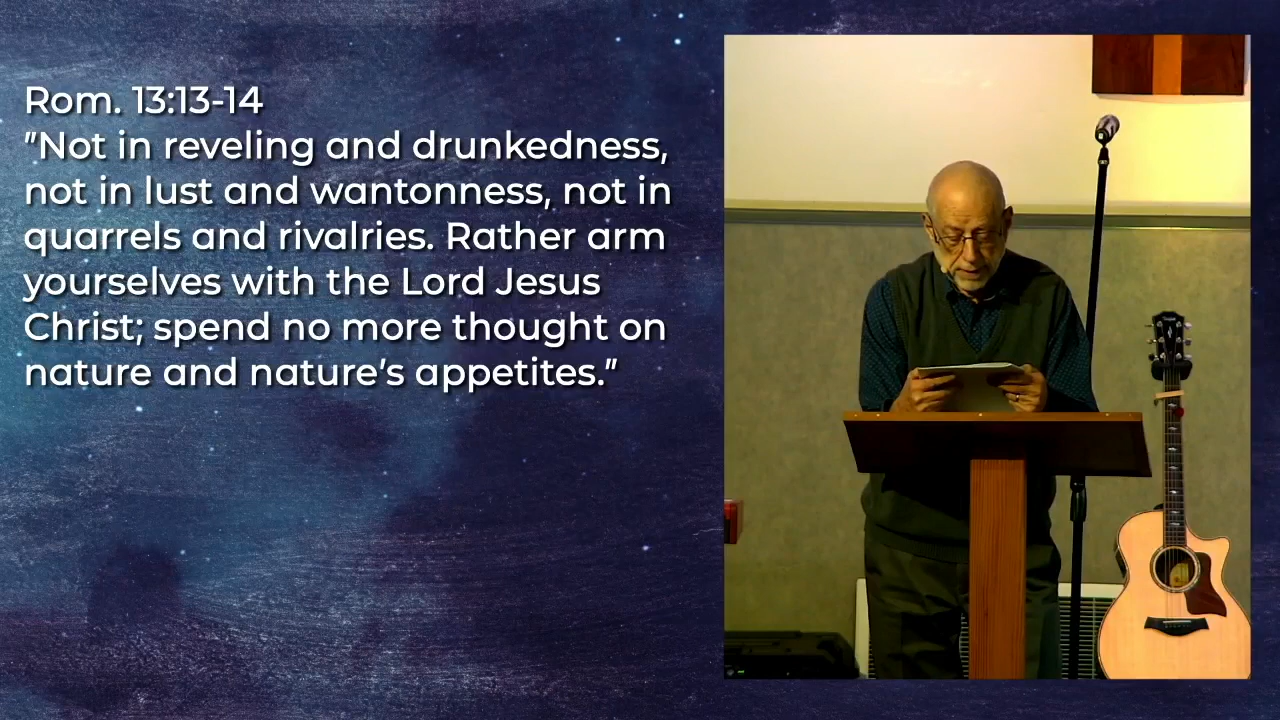 Rom. 13:13-14
"Not in reveling and drunkedness,
not in lust and wantonness, not in
quarrels and rivalries. Rather arm
yourselves with the Lord Jesus
Christ; spend no more thought on
nature and nature's appetites."